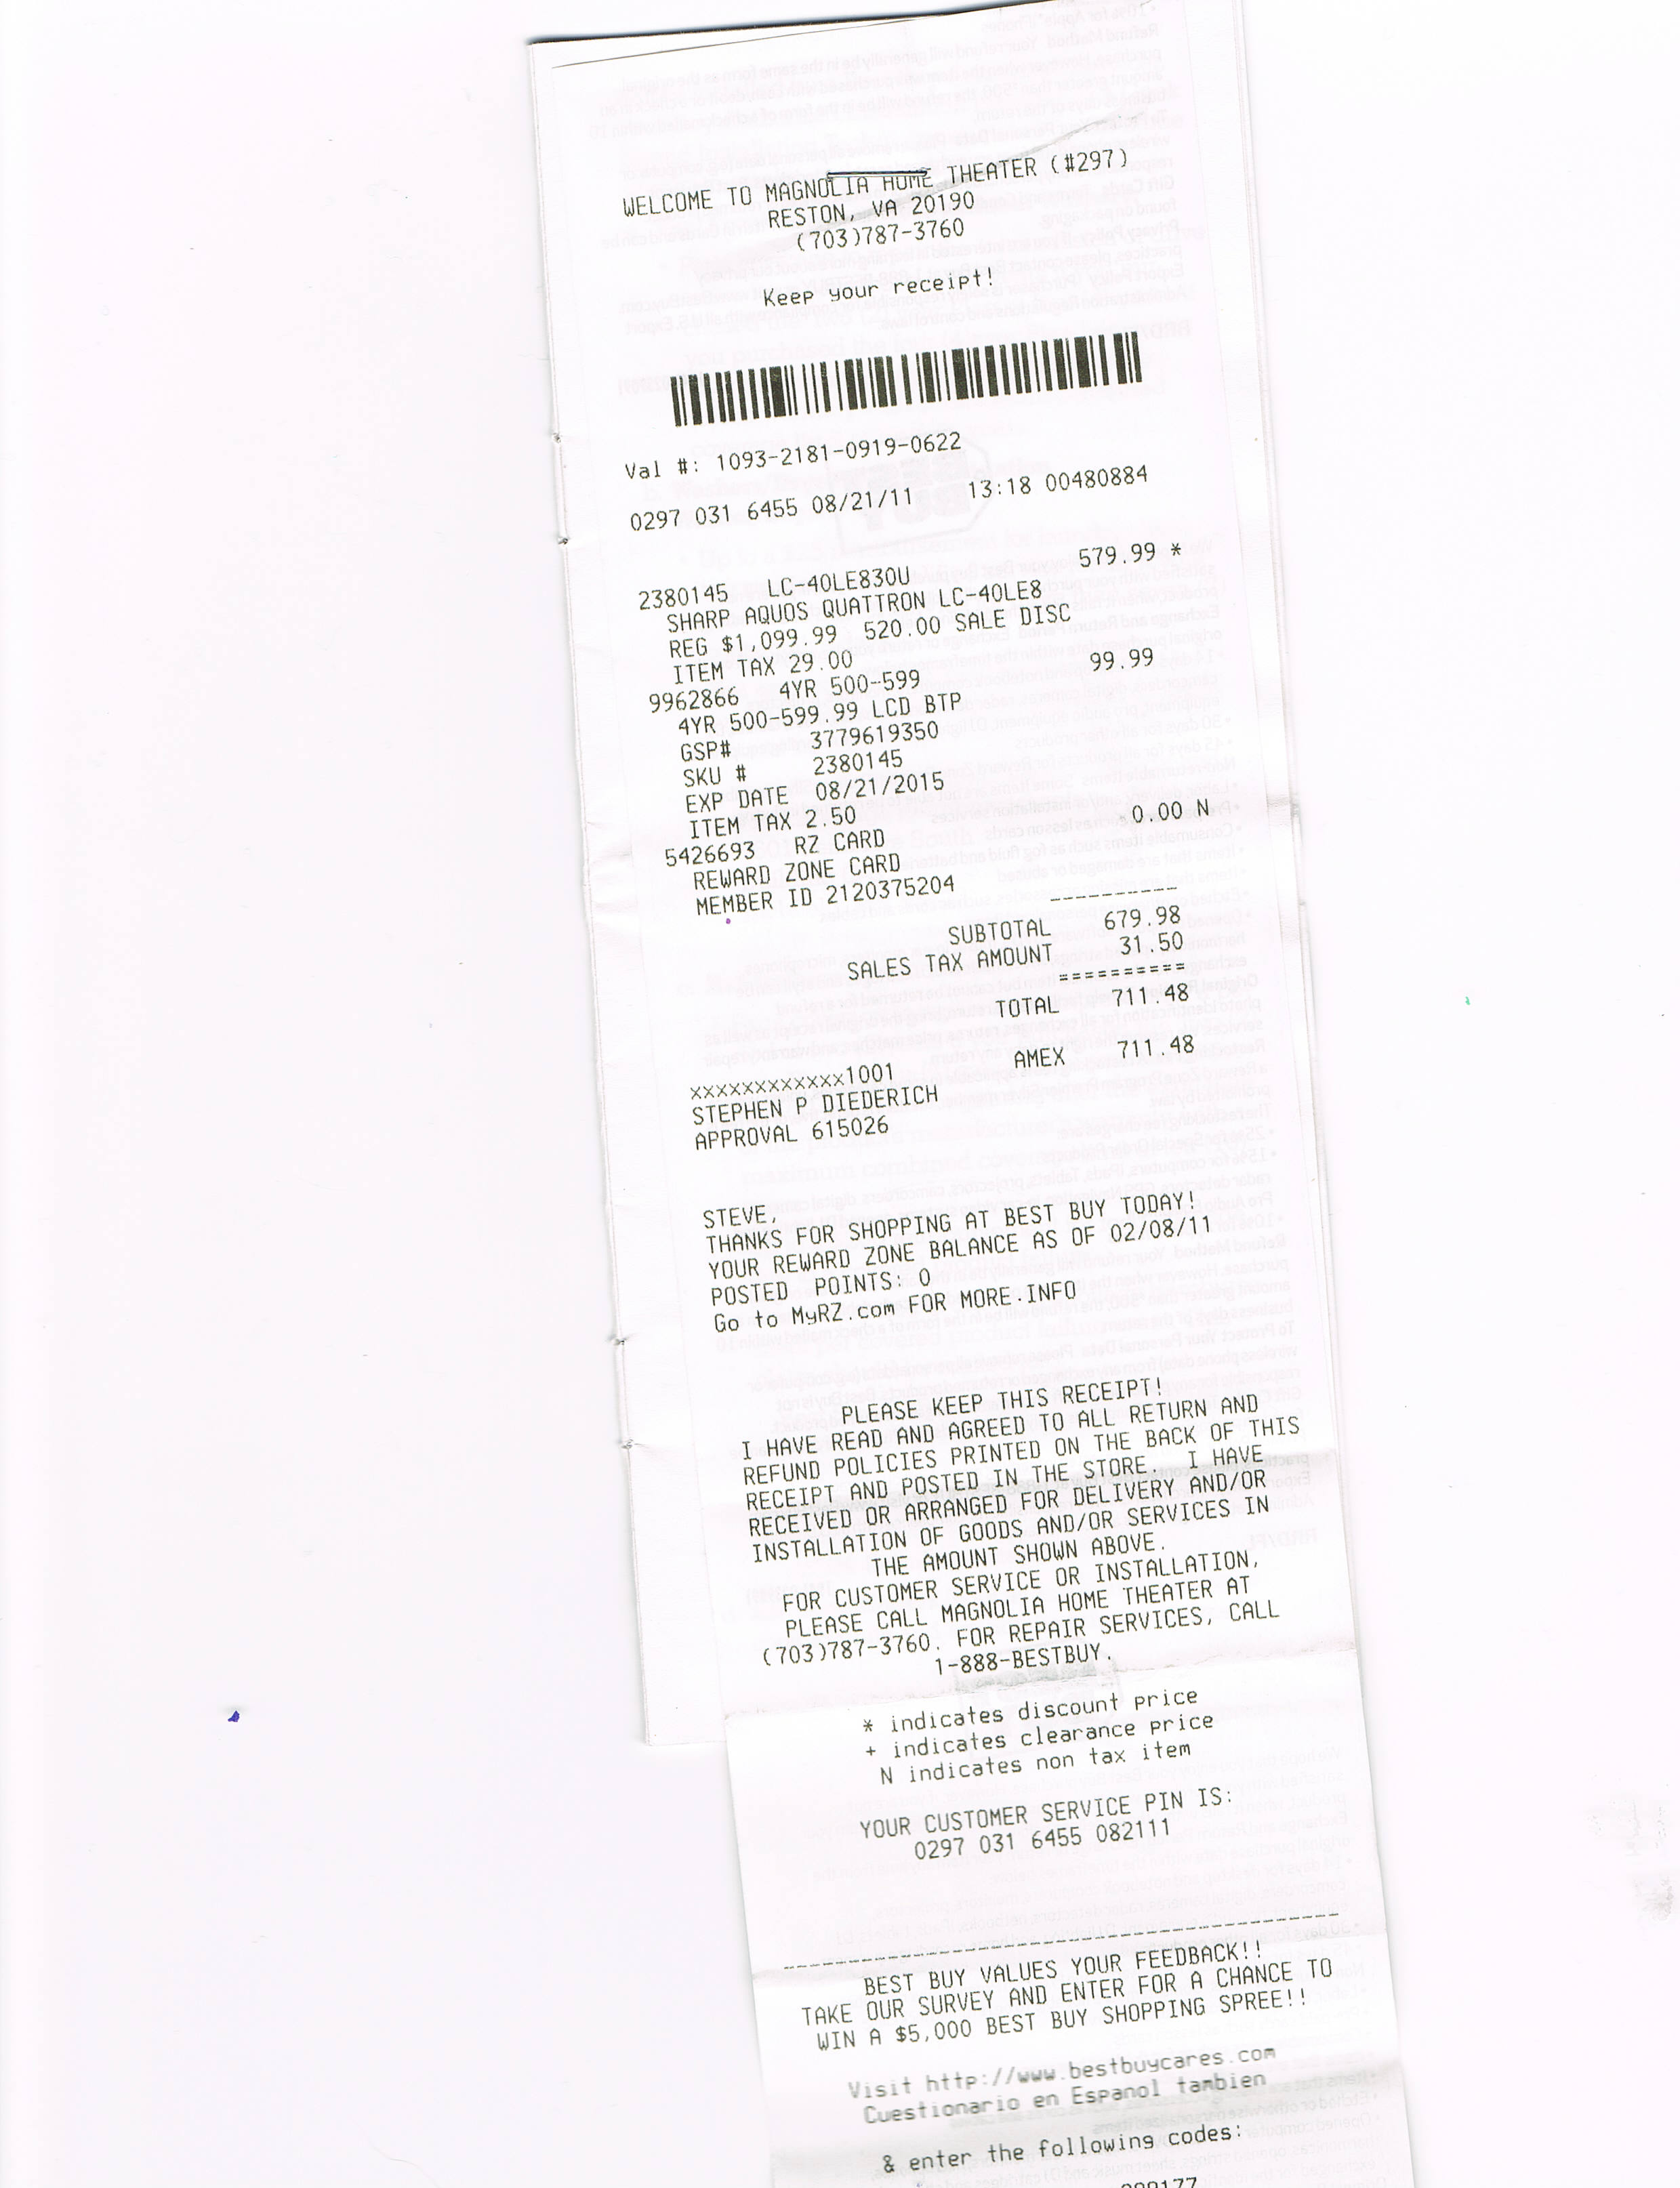 WELCOME TO MAGNOLIA HOME THEATER (#297)
RESTON, VA 20190
(703)787-3760
Keep your receipt!
Val #: 1093-2181-0919-0622
0297 031 6455 08/21/11 13:18 00480884
2380145 LC-40LE830U 579.99 *
SHARP AQUOS QUATTRON LC-40LE8
REG $1,099.99 520.00 SALE DISC
ITEM TAX 29.00
9962866 4YR 500-599 99.99
4YR 500-599.99 LCD BTP
GSP# 3779619350
SKU # 2380145
EXP DATE 08/21/2015
ITEM TAX 2.50
5426693 RZ CARD 0.00 N
REWARD ZONE CARD
MEMBER ID 2120375204
----------
SUBTOTAL 679.98
SALES TAX AMOUNT 31.50
==========
TOTAL 711.48
AMEX 711.48
xxxxxxxxxxxx1001
STEPHEN P DIEDERICH
APPROVAL 615026
STEVE,
THANKS FOR SHOPPING AT BEST BUY TODAY!
YOUR REWARD ZONE BALANCE AS OF 02/08/11
POSTED POINTS: 0
Go to MyRZ.com FOR MORE INFO
PLEASE KEEP THIS RECEIPT!
I HAVE READ AND AGREED TO ALL RETURN AND
REFUND POLICIES PRINTED ON THE BACK OF THIS
RECEIPT AND POSTED IN THE STORE. I HAVE
RECEIVED OR ARRANGED FOR DELIVERY AND/OR
INSTALLATION OF GOODS AND/OR SERVICES IN
THE AMOUNT SHOWN ABOVE.
FOR CUSTOMER SERVICE OR INSTALLATION,
PLEASE CALL MAGNOLIA HOME THEATER AT
(703)787-3760. FOR REPAIR SERVICES, CALL
1-888-BESTBUY.
* indicates discount price
+ indicates clearance price
N indicates non tax item
YOUR CUSTOMER SERVICE PIN IS:
0297 031 6455 082111
BEST BUY VALUES YOUR FEEDBACK!!
TAKE OUR SURVEY AND ENTER FOR A CHANCE TO
WIN A $5,000 BEST BUY SHOPPING SPREE!!
Visit http://www.bestbuycares.com
Cuestionario en Espanol tambien
& enter the following codes: